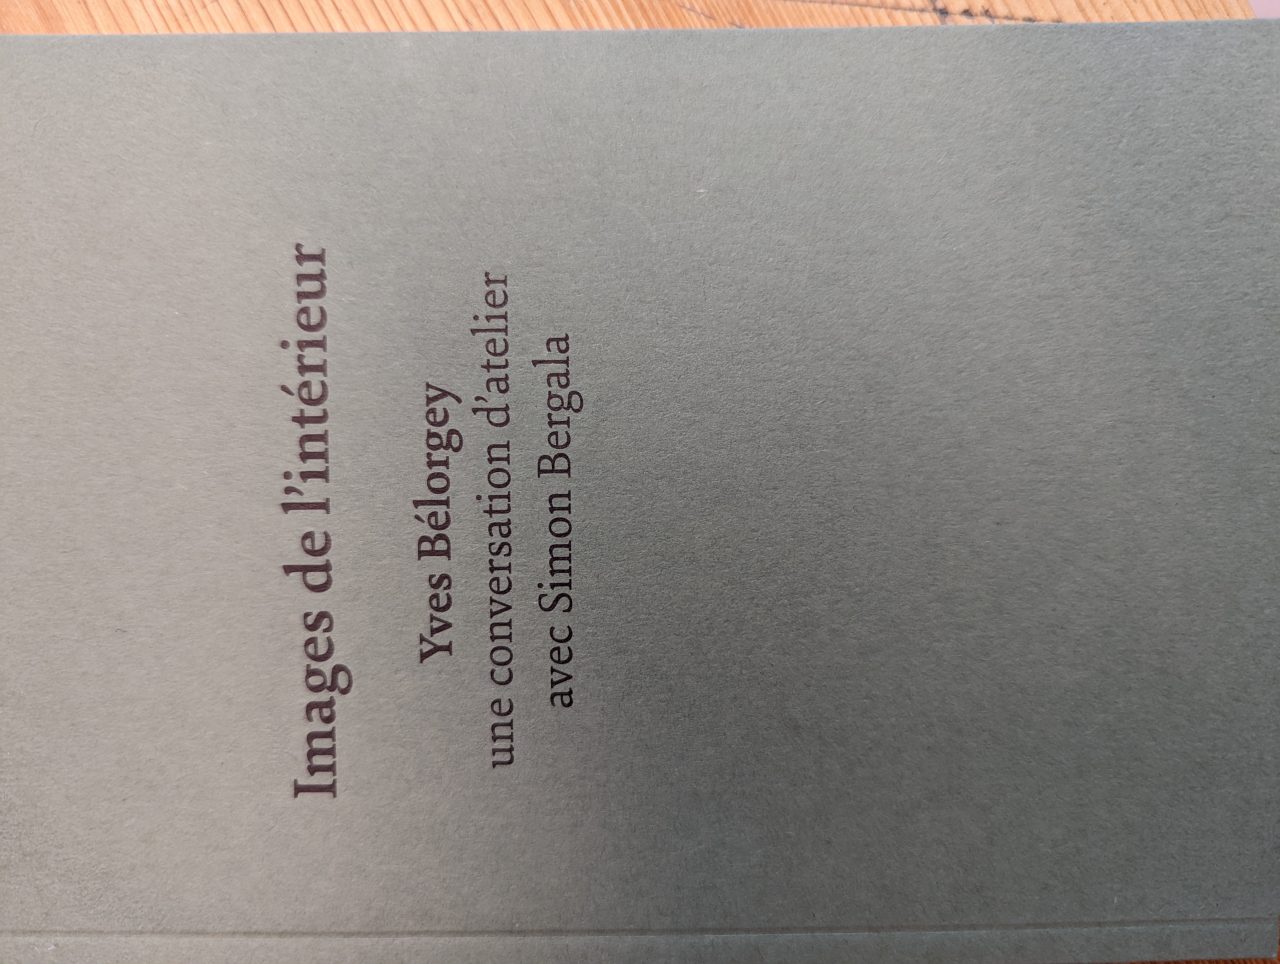 Images de l’intérieur
Yves Bélorgey
une conversation d’atelier
avec Simon Bergala